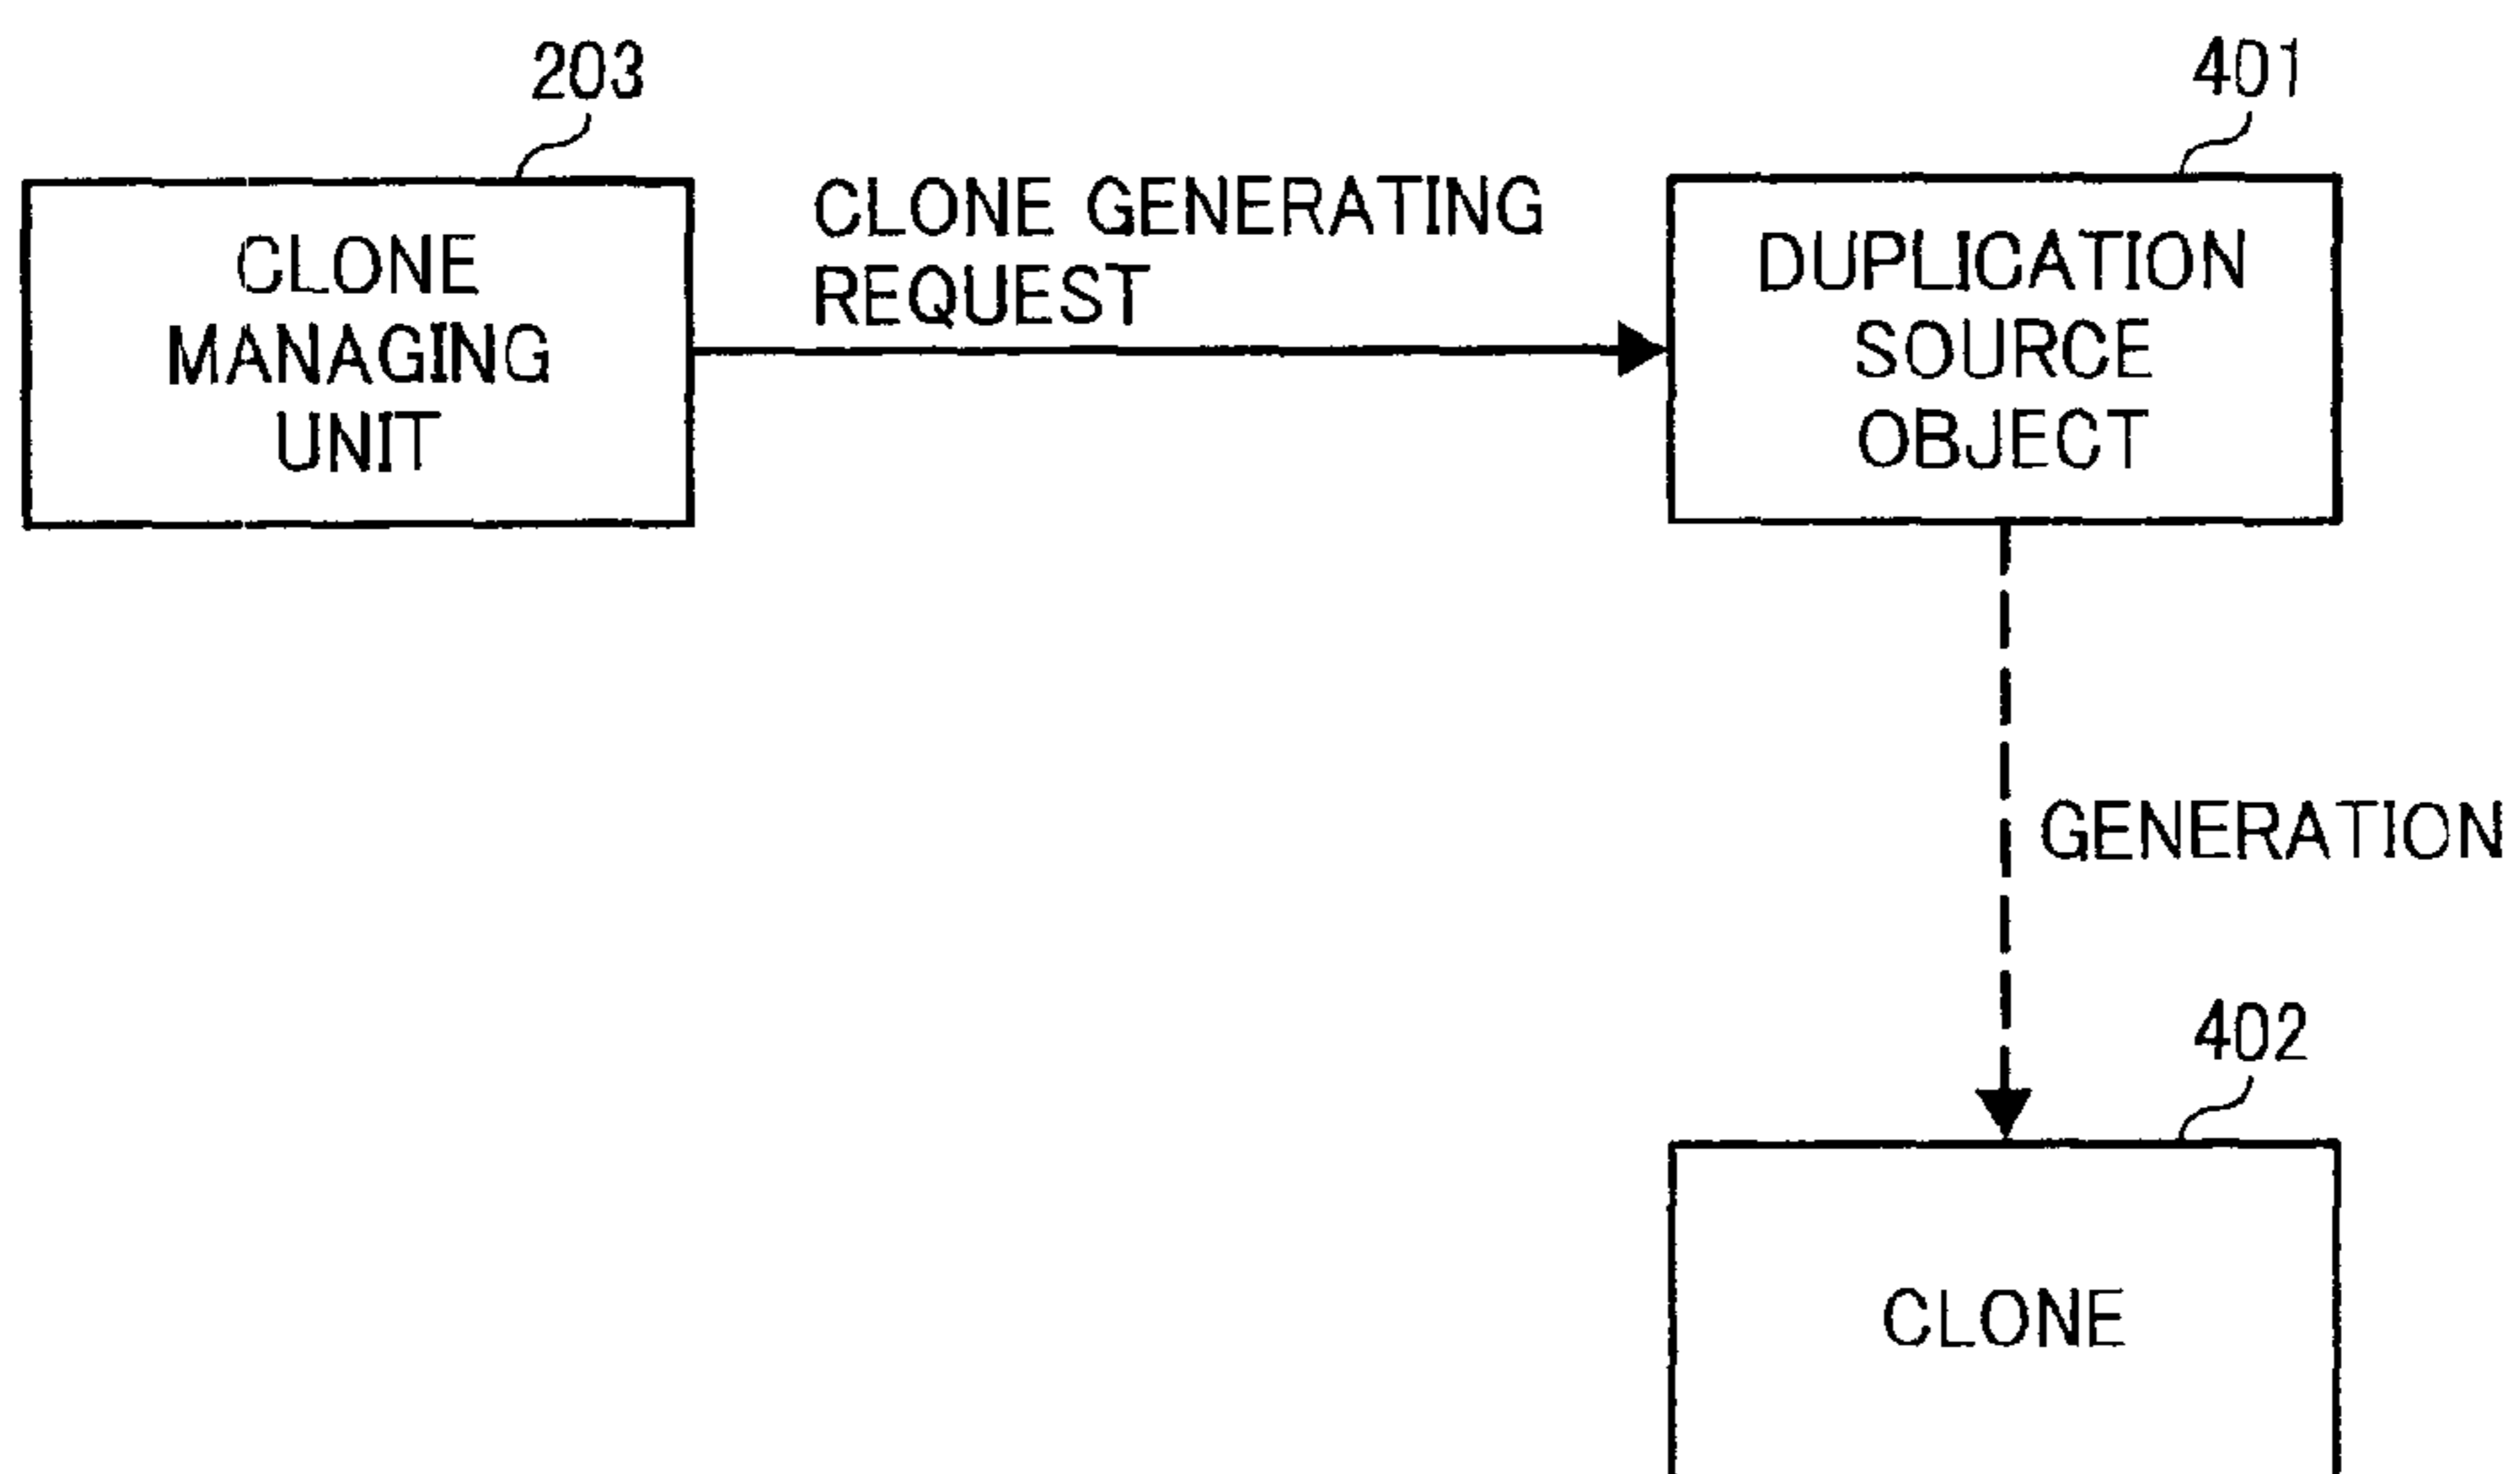 203
401
CLONE
MANAGING
UNIT
CLONE GENERATING
REQUEST
DUPLICATION
SOURCE
OBJECT
GENERATION
402
CLONE